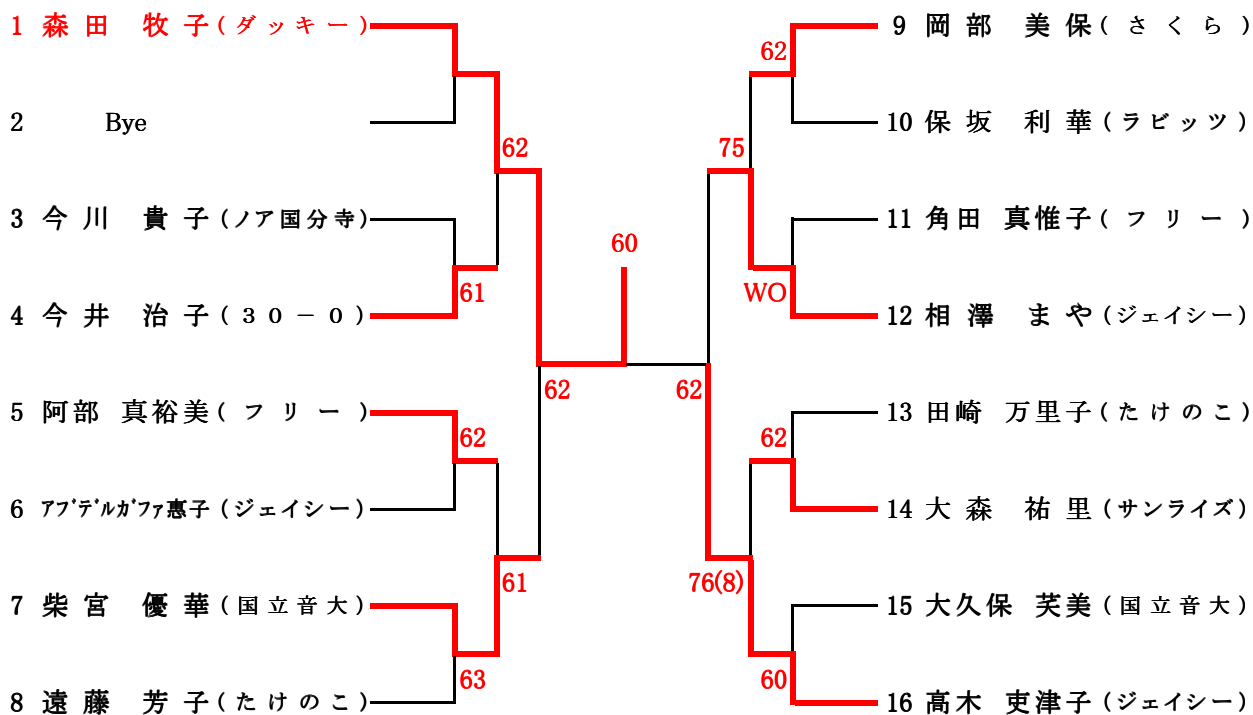 1 森田 牧子(ダッキー)
2 Bye
3 今川 貴子(ノア国分寺)
4 今井 治子(30-0)
5 阿部 真裕美(フリー)
6 アブデルガファ惠子(ジェイシー)
7 柴宮 優華(国立音大)
8 遠藤 芳子(たけのこ)
62
61
62
63
61
62
60
62
75
76(8)
62
WO
62
60
9 岡部 美保(さくら)
10 保坂 利華(ラビッツ)
11 角田 真惟子(フリー)
12 相澤 まや(ジェイシー)
13 田崎 万里子(たけのこ)
14 大森 祐里(サンライズ)
15 大久保 芙美(国立音大)
16 高木 吏津子(ジェイシー)